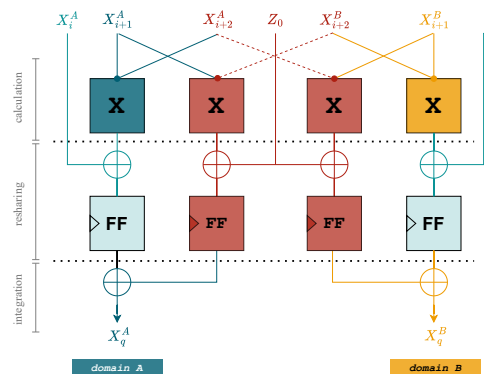 $X_i^A$ $X_{i+1}^A$ $X_{i+2}^A$ $Z_0$ $X_{i+2}^B$ $X_{i+1}^B$
calculation
X X X X
resharing
FF FF FF FF
integration
$X_q^A$ $X_q^B$
domain A domain B